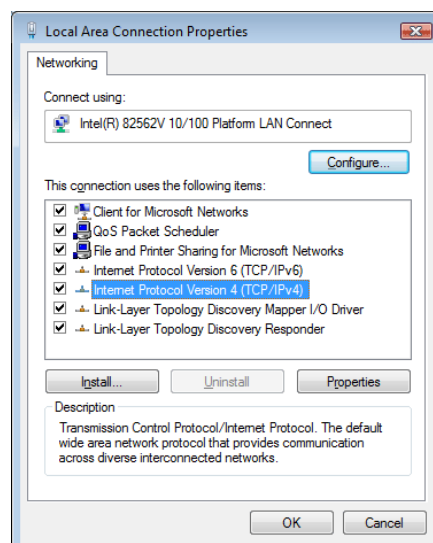 Local Area Connection Properties
Networking
Connect using:
Intel(R) 82562V 10/100 Platform LAN Connect
Configure...
This connection uses the following items:
Client for Microsoft Networks
QoS Packet Scheduler
File and Printer Sharing for Microsoft Networks
Internet Protocol Version 6 (TCP/IPv6)
Internet Protocol Version 4 (TCP/IPv4)
Link-Layer Topology Discovery Mapper I/O Driver
Link-Layer Topology Discovery Responder
Install... Uninstall Properties
Description
Transmission Control Protocol/Internet Protocol. The default
wide area network protocol that provides communication
across diverse interconnected networks.
OK Cancel